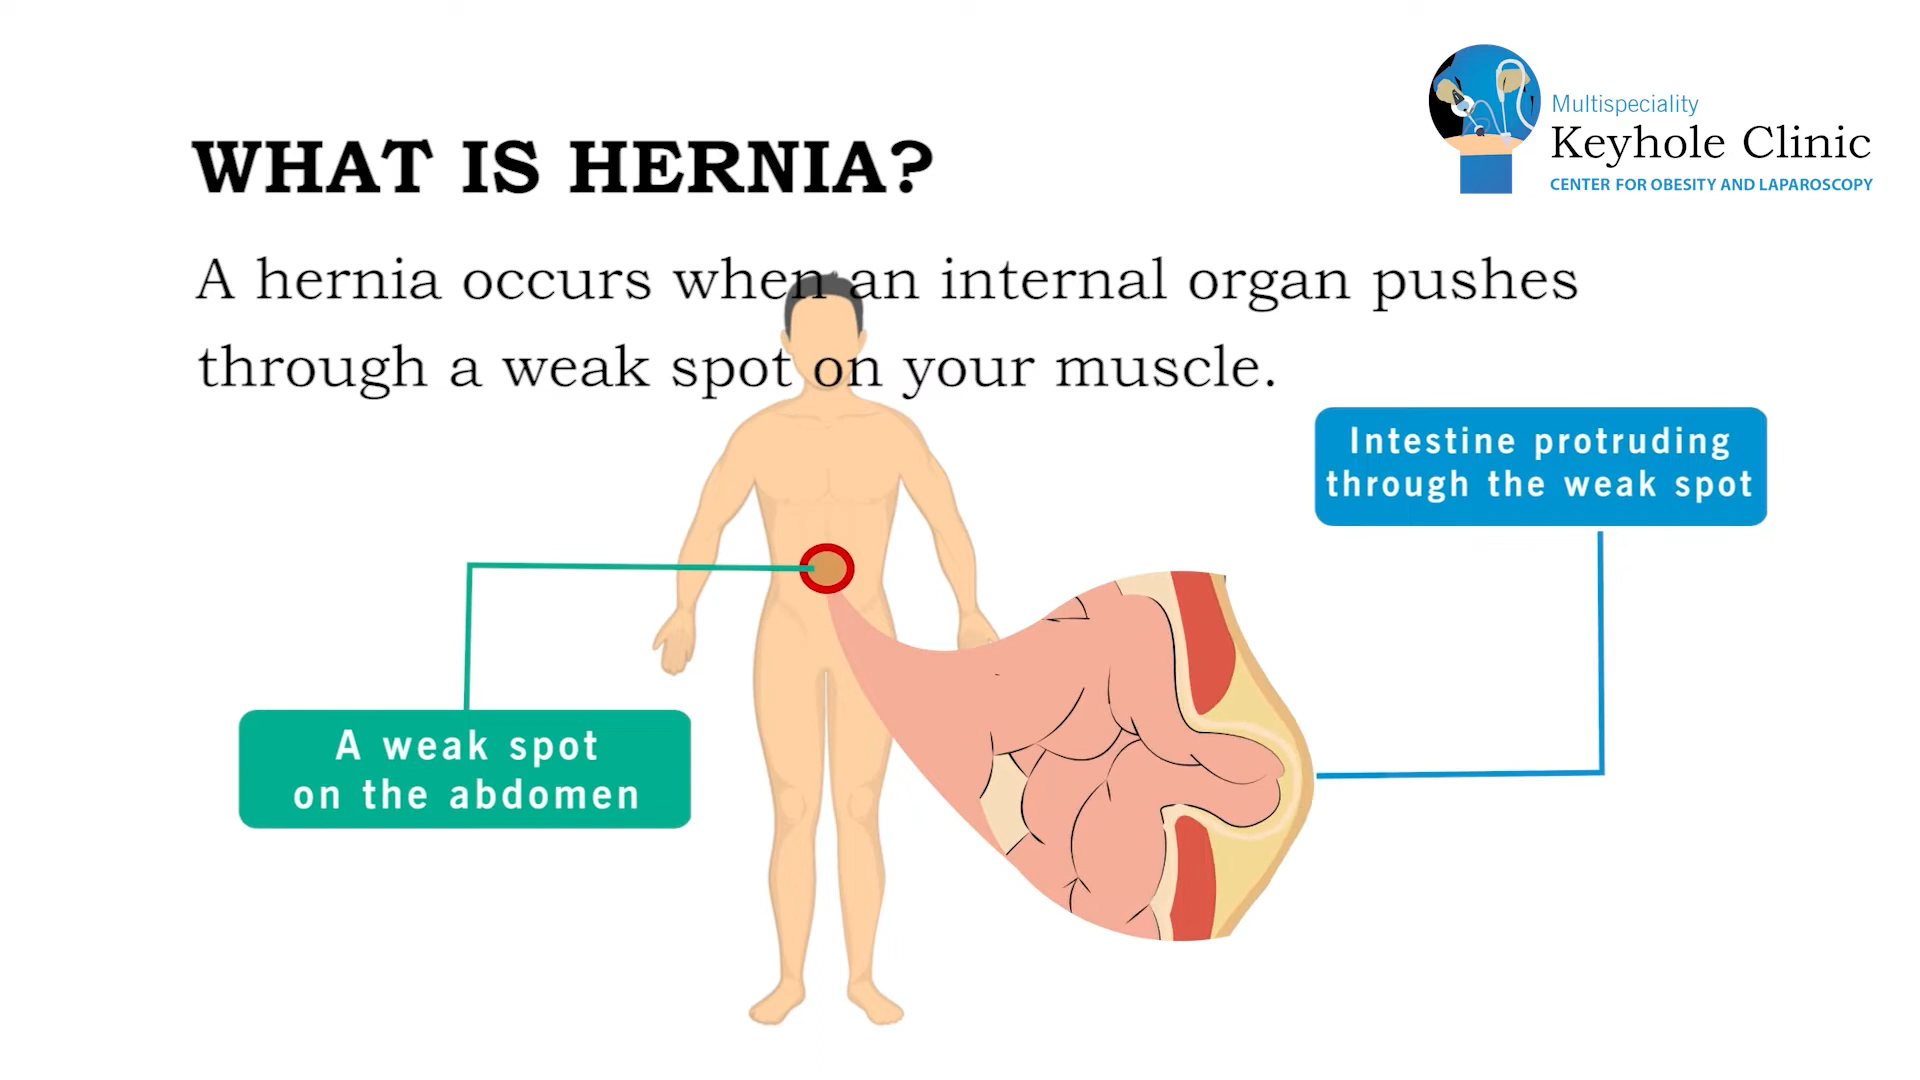 Multispeciality
Keyhole Clinic
CENTER FOR OBESITY AND LAPAROSCOPY
WHAT IS HERNIA?
A hernia occurs when an internal organ pushes
through a weak spot on your muscle.
Intestine protruding
through the weak spot
A weak spot
on the abdomen